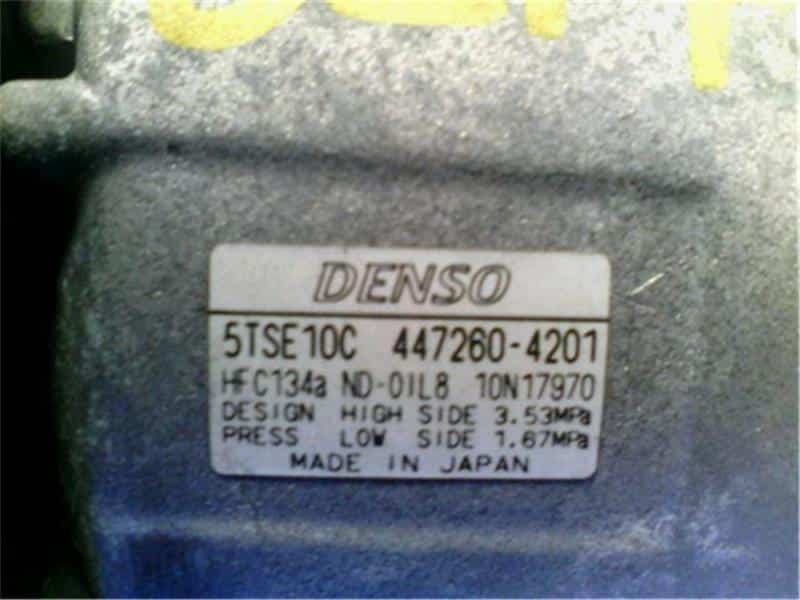 DENSO
5TSE10C 447260-4201
HFC134a ND-OIL8 10N17970
DESIGN HIGH SIDE 3.53MPa
PRESS LOW SIDE 1.67MPa
MADE IN JAPAN